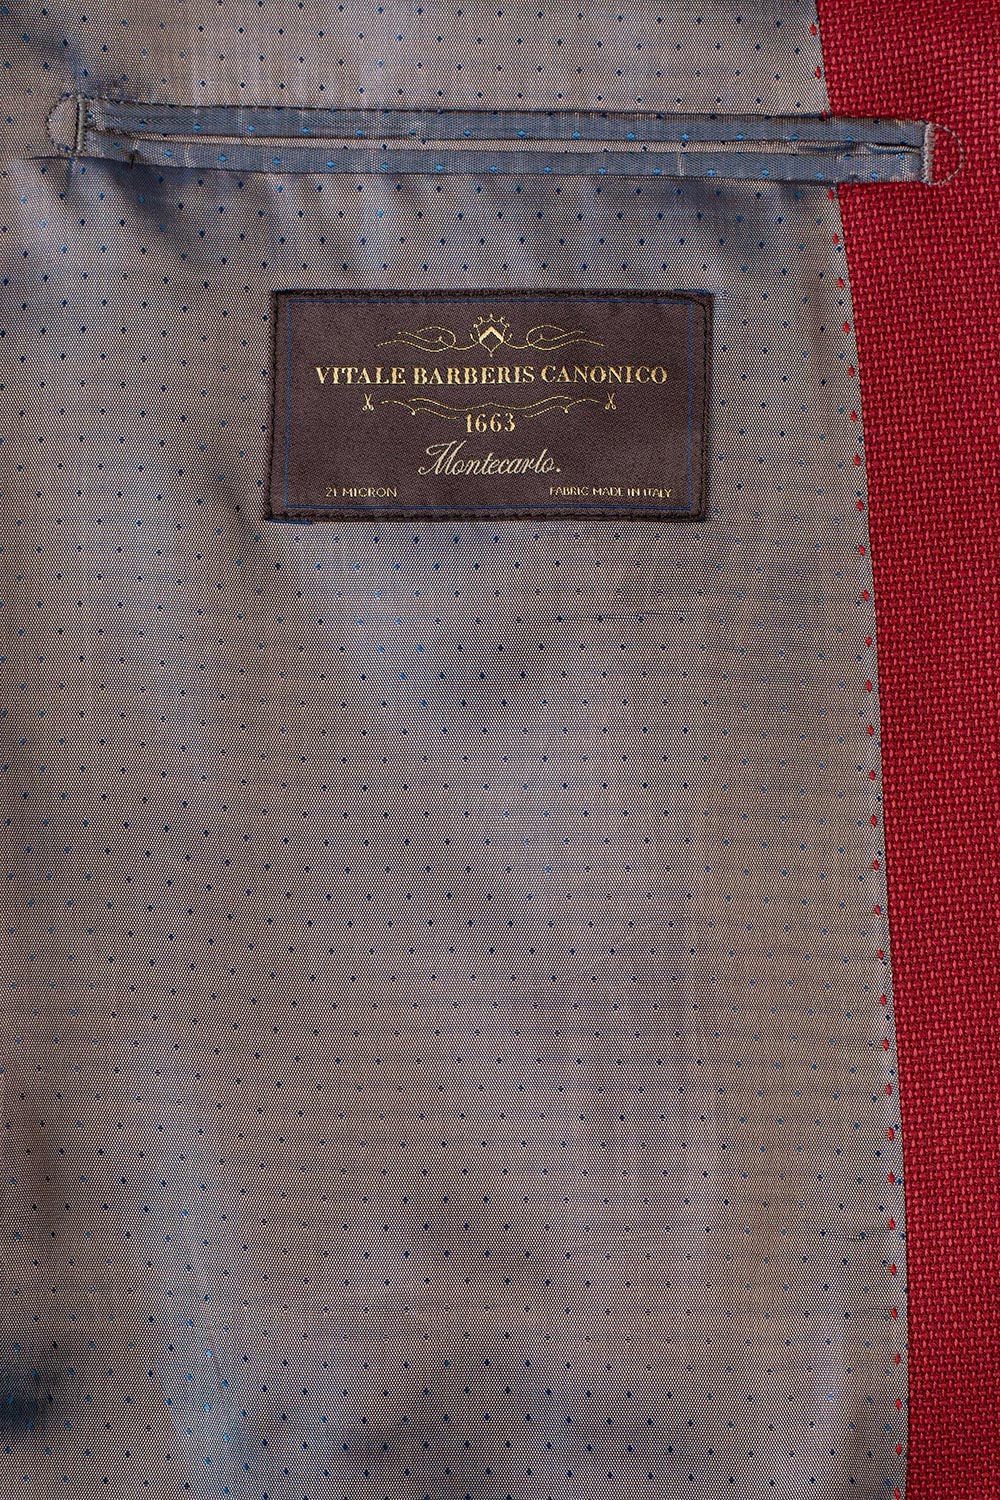 VITALE BARBERIS CANONICO
1663
Montecarlo.
21 MICRON
FABRIC MADE IN ITALY